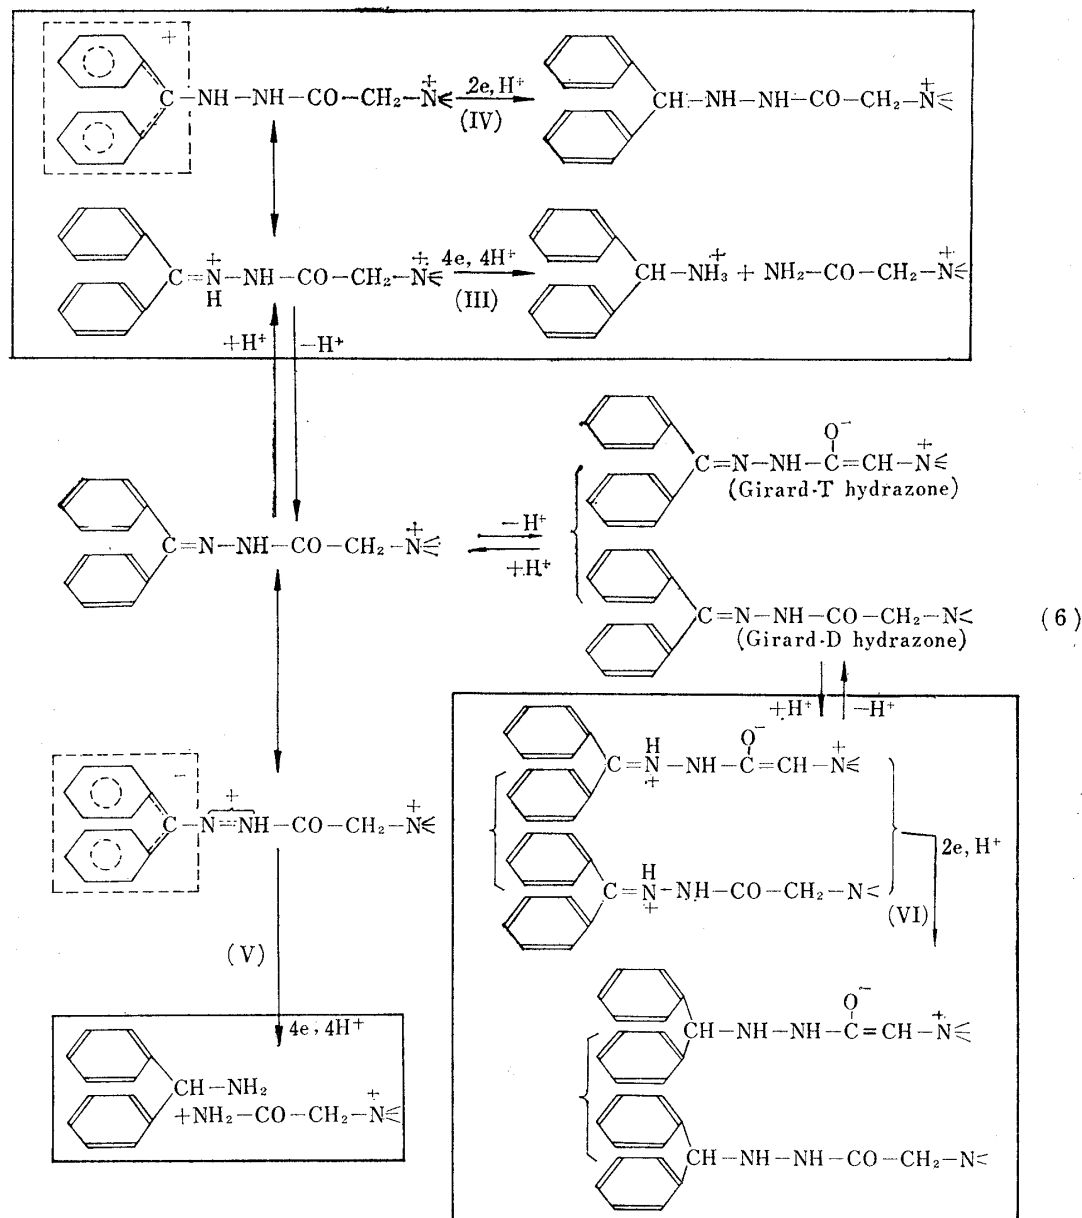 +
C—NH—NH—CO—CH₂—N⁺ 2e, H⁺ (IV) CH—NH—NH—CO—CH₂—N⁺
C=N⁺H—NH—CO—CH₂—N⁺ 4e, 4H⁺ (III) CH—NH₃⁺ + NH₂—CO—CH₂—N⁺
+H⁺ −H⁺
C=N—NH—C(O⁻)=CH—N⁺
(Girard-T hydrazone)
C=N—NH—CO—CH₂—N⁺ −H⁺ +H⁺
C=N—NH—CO—CH₂—N (6)
(Girard-D hydrazone)
+H⁺ −H⁺
C=N⁺H—NH—C(O⁻)=CH—N⁺
−
C—N=NH—CO—CH₂—N⁺
+
2e, H⁺
C=N⁺H—NH—CO—CH₂—N
(VI)
(V)
4e, 4H⁺
CH—NH—NH—C(O⁻)=CH—N⁺
CH—NH₂
+NH₂—CO—CH₂—N⁺
CH—NH—NH—CO—CH₂—N